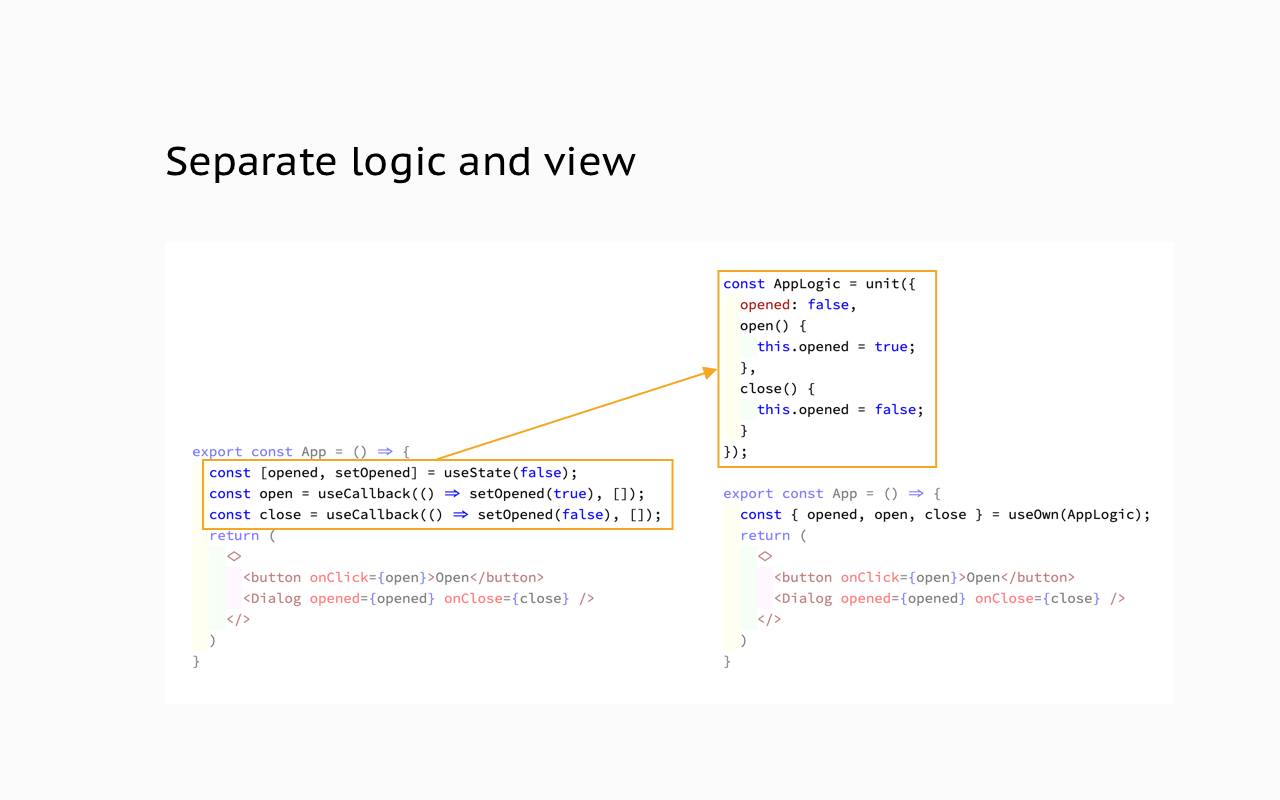 Separate logic and view
export const App = () => {
  const [opened, setOpened] = useState(false);
  const open = useCallback(() => setOpened(true), []);
  const close = useCallback(() => setOpened(false), []);
  return (
    <>
      <button onClick={open}>Open</button>
      <Dialog opened={opened} onClose={close} />
    </>
  )
}
const AppLogic = unit({
  opened: false,
  open() {
    this.opened = true;
  },
  close() {
    this.opened = false;
  }
});
export const App = () => {
  const { opened, open, close } = useOwn(AppLogic);
  return (
    <>
      <button onClick={open}>Open</button>
      <Dialog opened={opened} onClose={close} />
    </>
  )
}